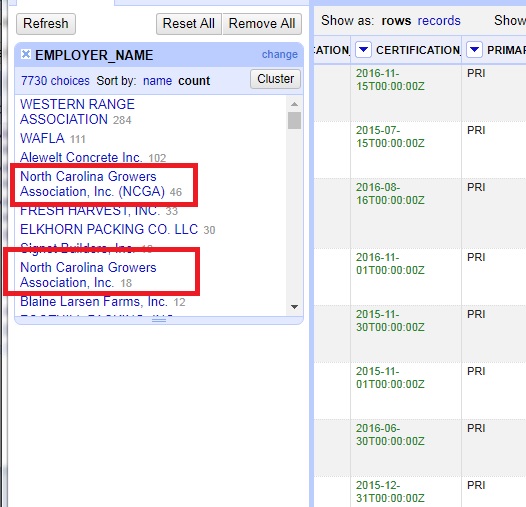 Refresh
Reset All
Remove All
EMPLOYER_NAME
change
7730 choices Sort by: name count
Cluster
WESTERN RANGE
ASSOCIATION 284
WAFLA 111
Alewelt Concrete Inc. 102
North Carolina Growers
Association, Inc. (NCGA) 46
FRESH HARVEST, INC. 33
ELKHORN PACKING CO. LLC 30
Signet Builders, Inc.
North Carolina Growers
Association, Inc. 18
Blaine Larsen Farms, Inc. 12
Show as: rows records
Show
CATION_
CERTIFICATION_
PRIMAR
2016-11-
15T00:00:00Z
PRI
2015-07-
15T00:00:00Z
PRI
2016-08-
16T00:00:00Z
PRI
2016-11-
01T00:00:00Z
PRI
2015-11-
30T00:00:00Z
PRI
2015-11-
01T00:00:00Z
PRI
2016-06-
30T00:00:00Z
PRI
2015-12-
31T00:00:00Z
PRI